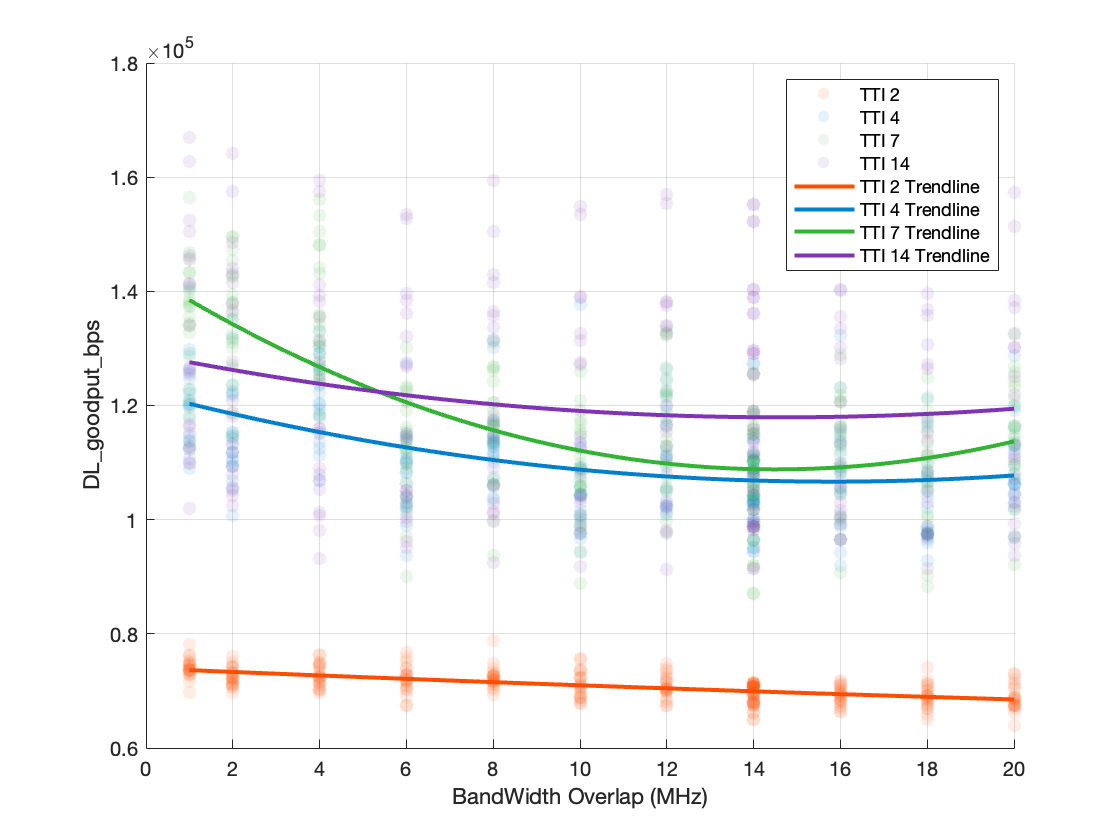 ×10^5
1.8
1.6
1.4
1.2
1
0.8
0.6
0 2 4 6 8 10 12 14 16 18 20
BandWidth Overlap (MHz)
DL_goodput_bps
TTI 2
TTI 4
TTI 7
TTI 14
TTI 2 Trendline
TTI 4 Trendline
TTI 7 Trendline
TTI 14 Trendline